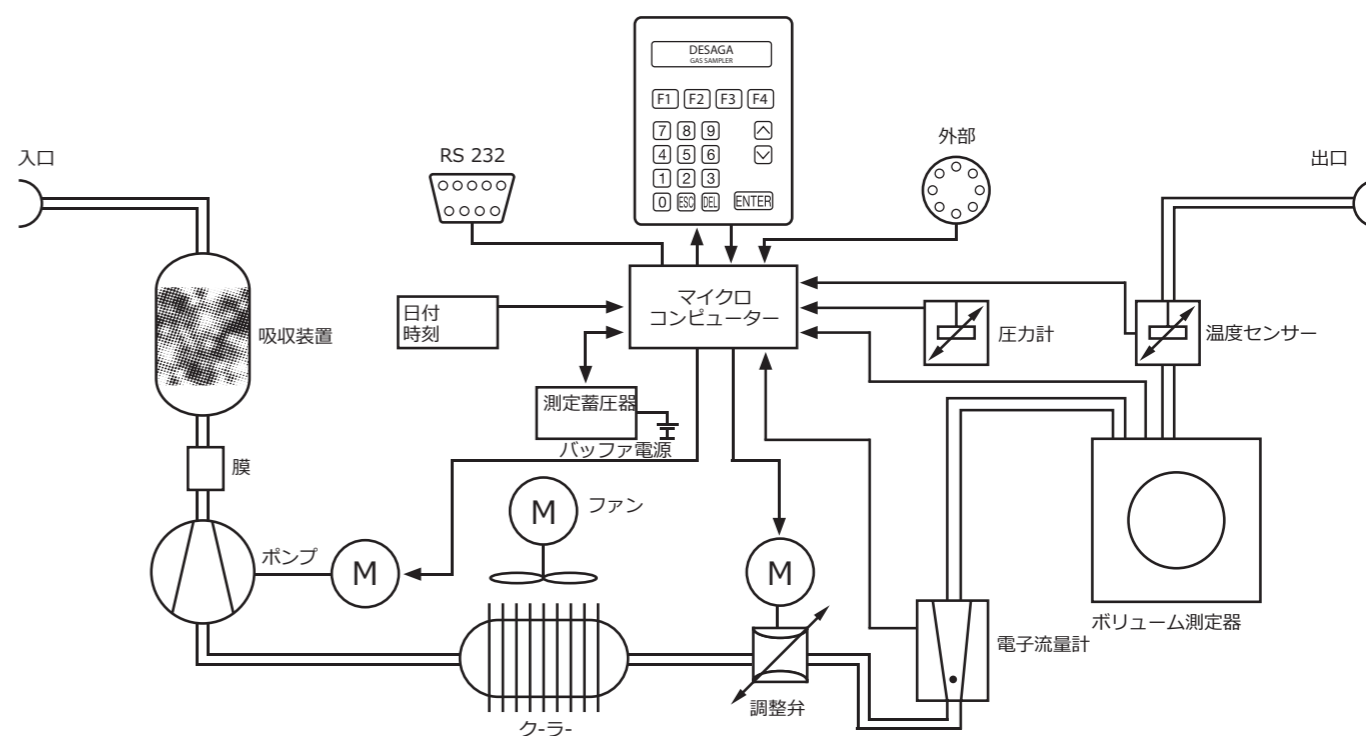 DESAGA
GAS SAMPLER
F1 F2 F3 F4
7 8 9
4 5 6
1 2 3
0 ESC DEL ENTER
入口
RS 232
外部
出口
吸収装置
日付
時刻
マイクロ
コンピューター
圧力計
温度センサー
測定蓄圧器
バッファ電源
膜
M
ファン
ポンプ
M
M
ボリューム測定器
電子流量計
調整弁
ク-ラ-